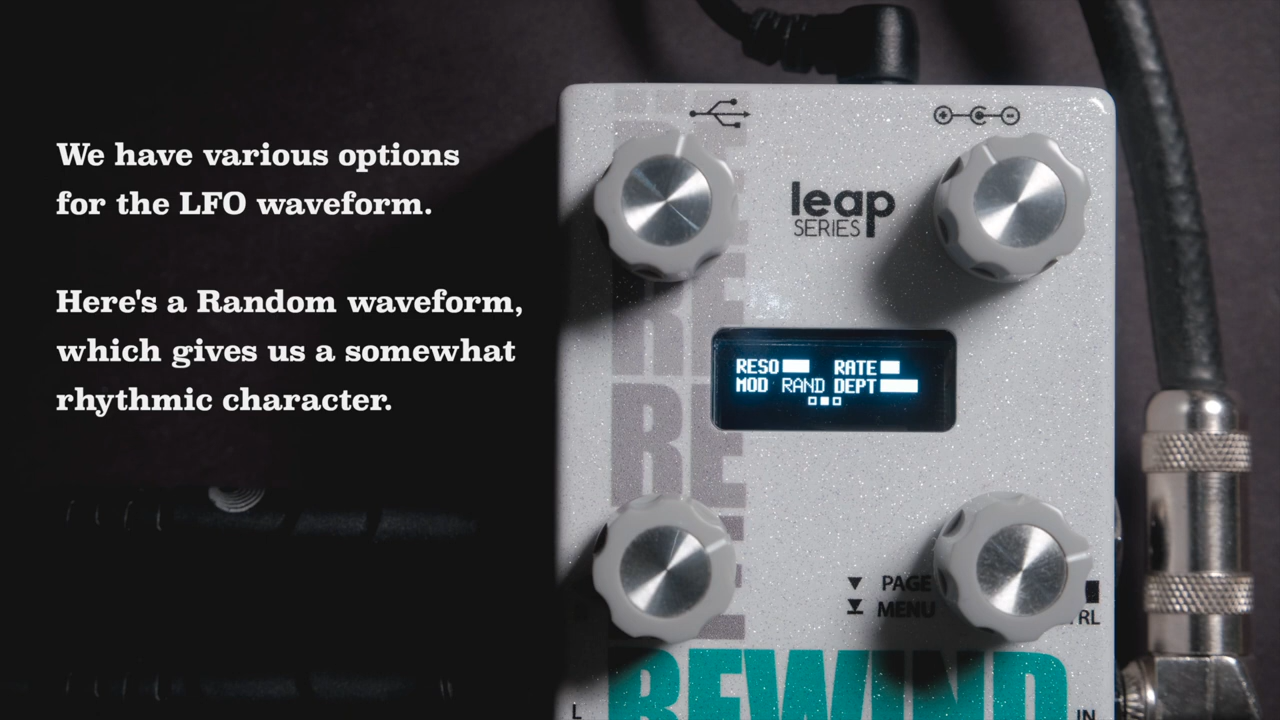 We have various options
for the LFO waveform.
Here's a Random waveform,
which gives us a somewhat
rhythmic character.
leap
SERIES
RESO RATE
MOD RAND DEPT
PAGE
MENU
REWIND
L
IN